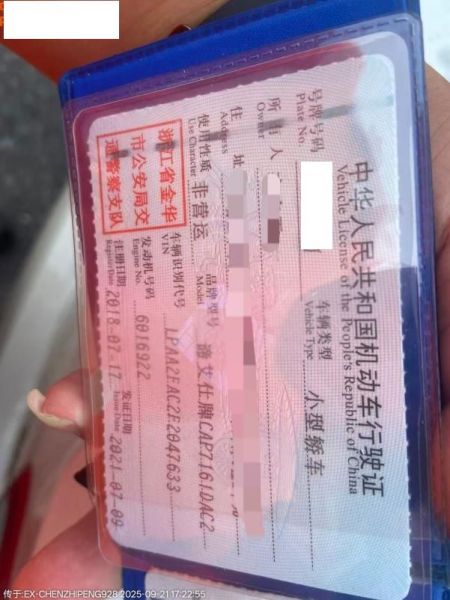 中华人民共和国机动车行驶证
Vehicle License of the People's Republic of China
号牌号码
Plate No.
车辆类型 小型轿车
Vehicle Type
所有人
Owner
住址
Address
使用性质 非营运
Use Character
品牌型号 谛艾仕牌CAP7161DAC2
Model
浙江省金华
市公安局交
通警察支队
车辆识别代号 LPAA2FAC2F2041633
VIN
发动机号码 6016922
Engine No.
注册日期 2018-07-17
Register Date
发证日期 2021-07-09
Issue Date
传于:EX-CHENZHIPENG928 2025-09-21 17:22:55